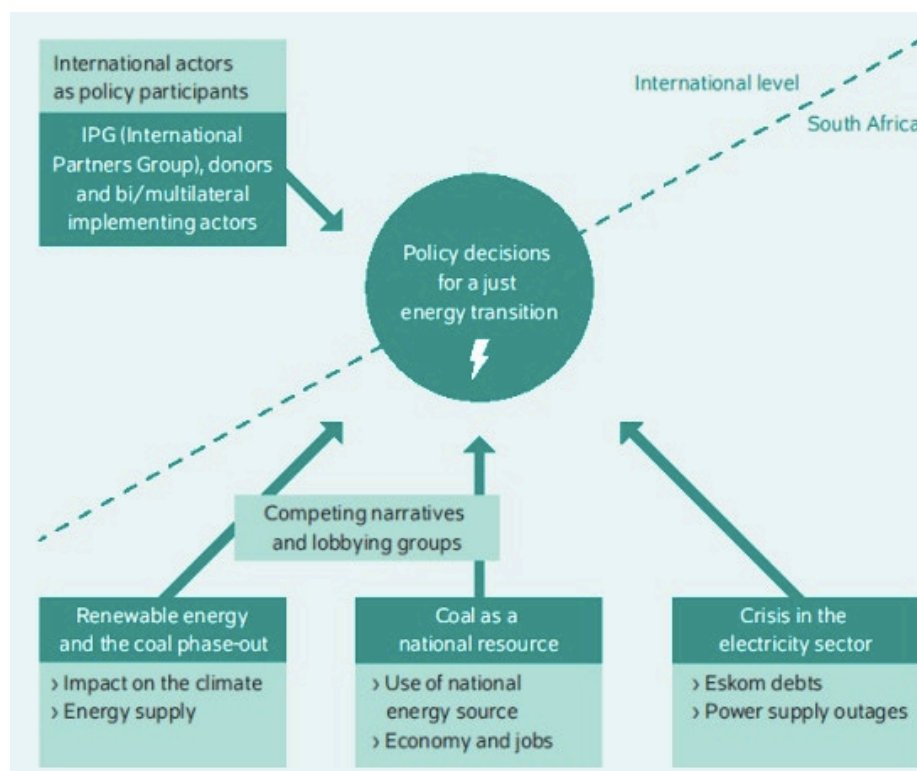 International actors
as policy participants
IPG (International
Partners Group), donors
and bi/multilateral
implementing actors
International level
South Africa
Policy decisions
for a just
energy transition
Competing narratives
and lobbying groups
Renewable energy
and the coal phase-out
› Impact on the climate
› Energy supply
Coal as a
national resource
› Use of national
energy source
› Economy and jobs
Crisis in the
electricity sector
› Eskom debts
› Power supply outages